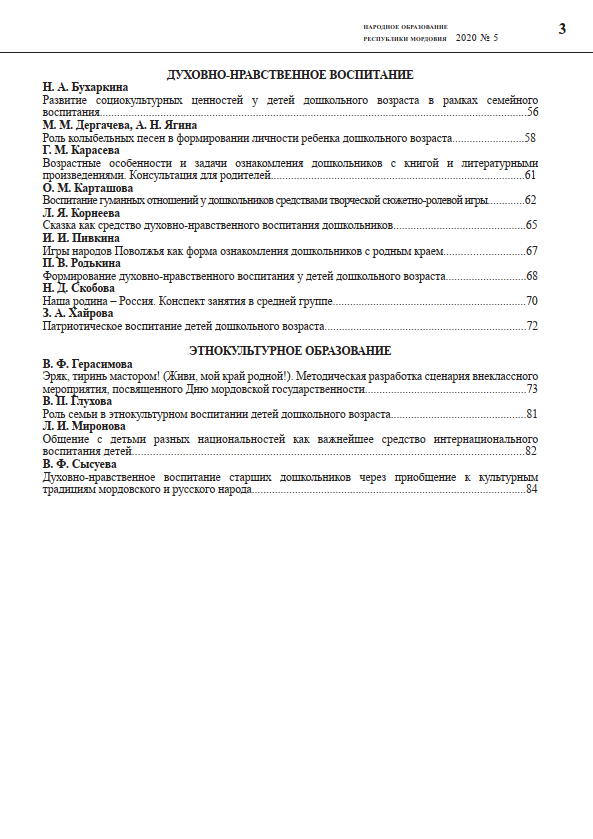 НАРОДНОЕ ОБРАЗОВАНИЕ
РЕСПУБЛИКИ МОРДОВИЯ 2020 № 5
3
ДУХОВНО-НРАВСТВЕННОЕ ВОСПИТАНИЕ
Н. А. Бухаркина
Развитие социокультурных ценностей у детей дошкольного возраста в рамках семейного
воспитания....................56
М. М. Дергачева, А. Н. Ягина
Роль колыбельных песен в формировании личности ребенка дошкольного возраста....................58
Г. М. Карасева
Возрастные особенности и задачи ознакомления дошкольников с книгой и литературными
произведениями. Консультация для родителей....................61
О. М. Карташова
Воспитание гуманных отношений у дошкольников средствами творческой сюжетно-ролевой игры.............62
Л. Я. Корнеева
Сказка как средство духовно-нравственного воспитания дошкольников....................65
И. И. Пивкина
Игры народов Поволжья как форма ознакомления дошкольников с родным краем....................67
П. В. Родькина
Формирование духовно-нравственного воспитания у детей дошкольного возраста....................68
Н. Д. Скобова
Наша родина – Россия. Конспект занятия в средней группе....................70
З. А. Хайрова
Патриотическое воспитание детей дошкольного возраста....................72
ЭТНОКУЛЬТУРНОЕ ОБРАЗОВАНИЕ
В. Ф. Герасимова
Эряк, тиринь мастором! (Живи, мой край родной!). Методическая разработка сценария внеклассного
мероприятия, посвященного Дню мордовской государственности....................73
В. П. Глухова
Роль семьи в этнокультурном воспитании детей дошкольного возраста....................81
Л. И. Миронова
Общение с детьми разных национальностей как важнейшее средство интернационального
воспитания детей....................82
В. Ф. Сысуева
Духовно-нравственное воспитание старших дошкольников через приобщение к культурным
традициям мордовского и русского народа....................84